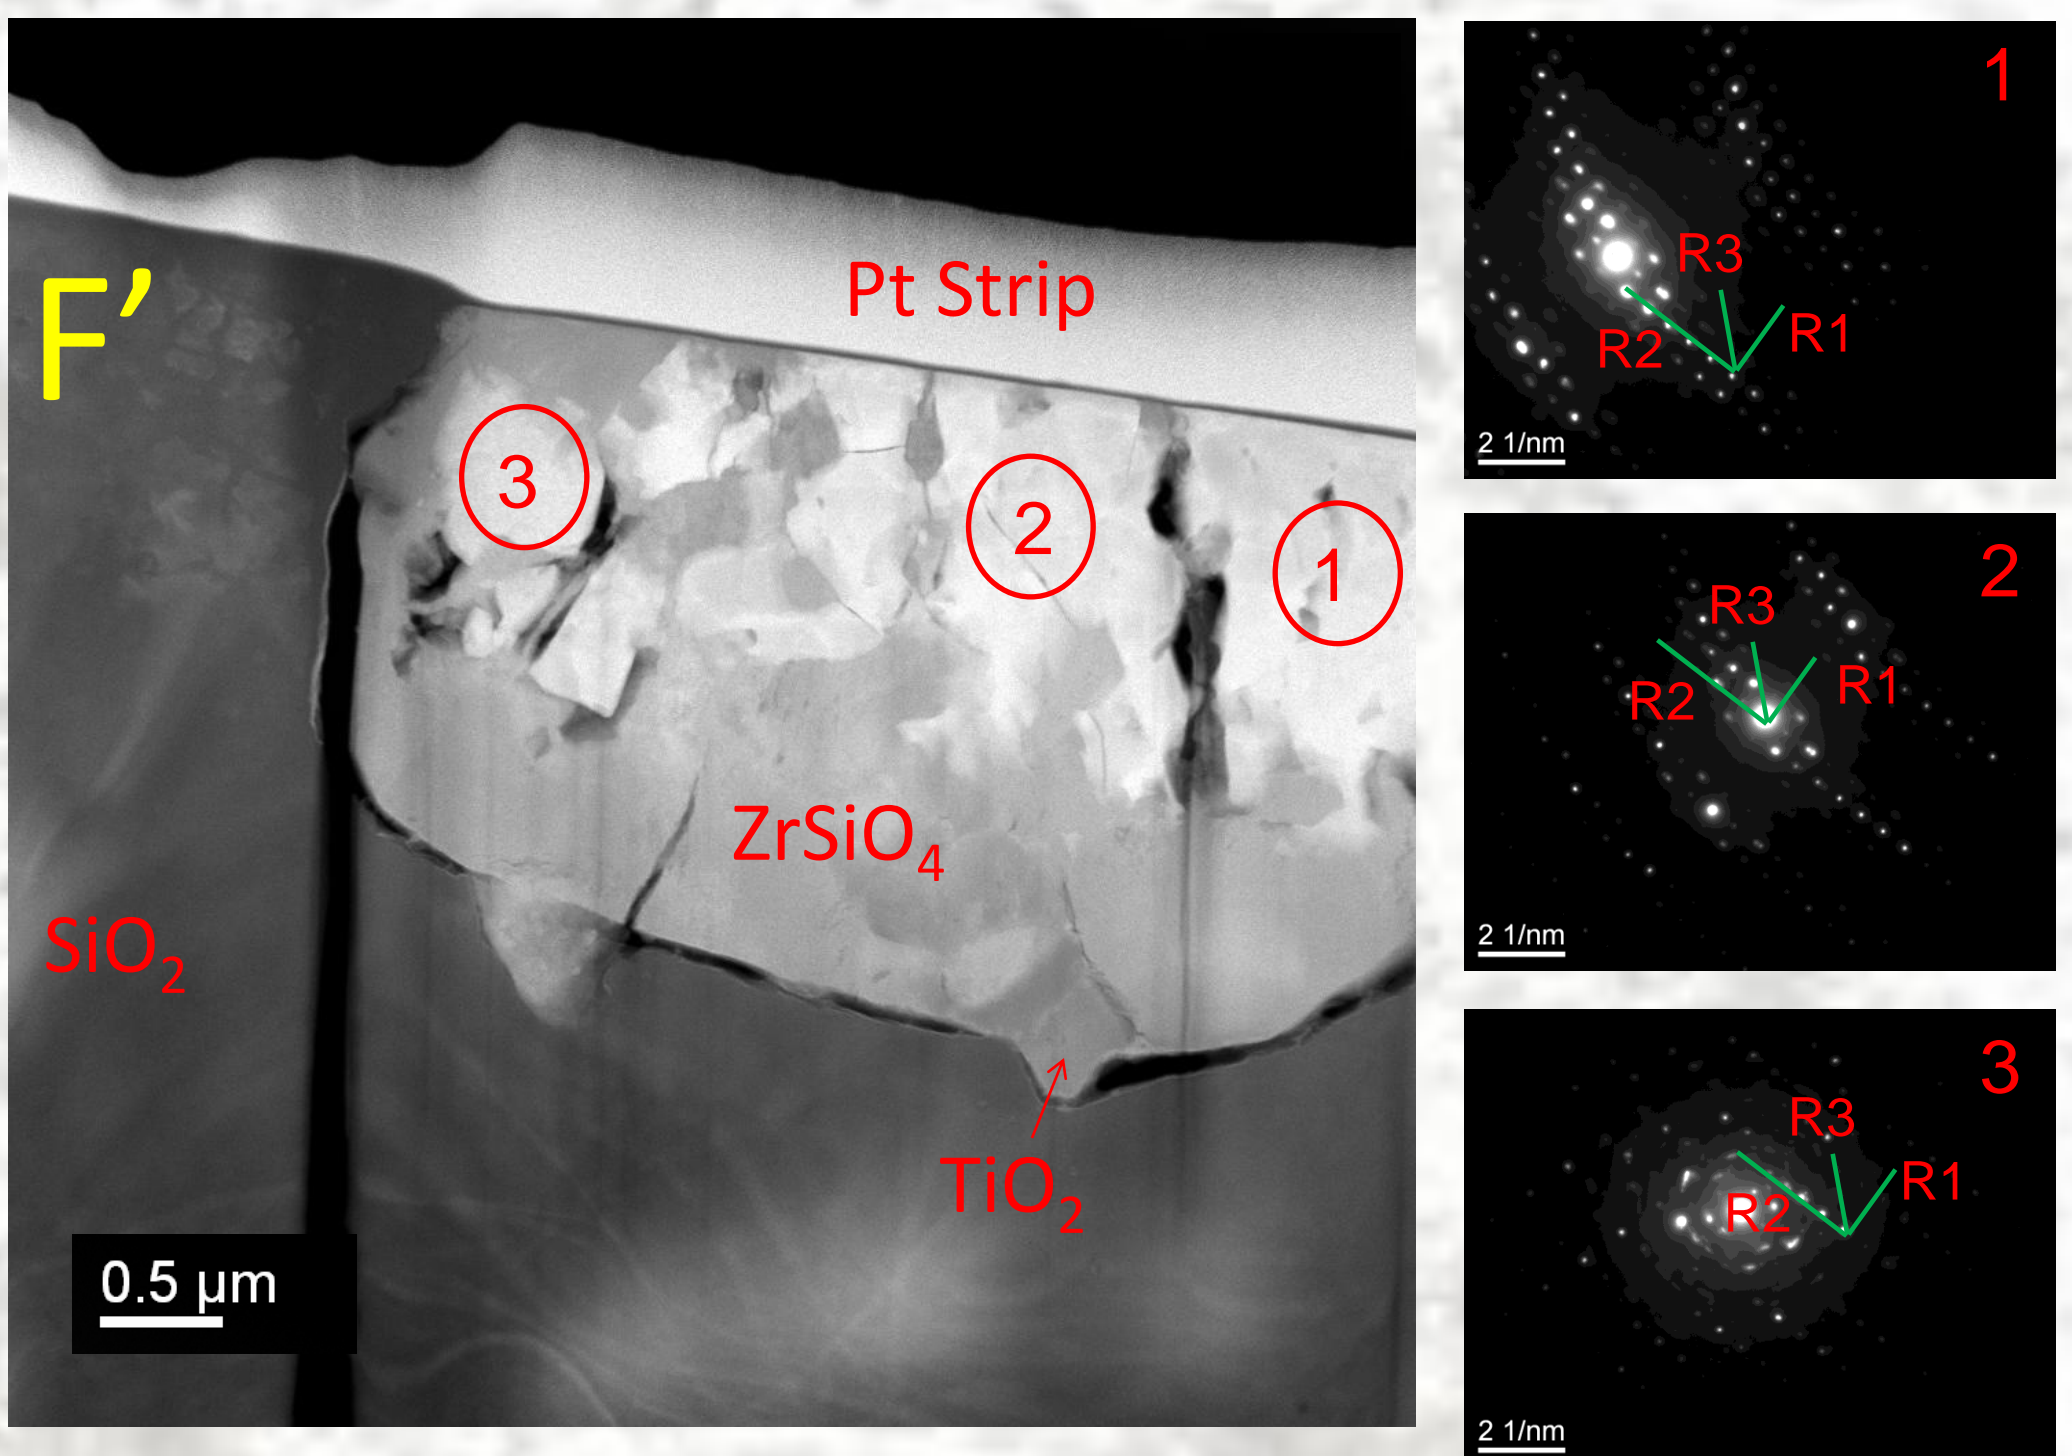 F’
Pt Strip
3
2
1
ZrSiO4
SiO2
TiO2
0.5 μm
1
R3
R1
R2
2 1/nm
2
R3
R1
R2
2 1/nm
3
R3
R1
R2
2 1/nm